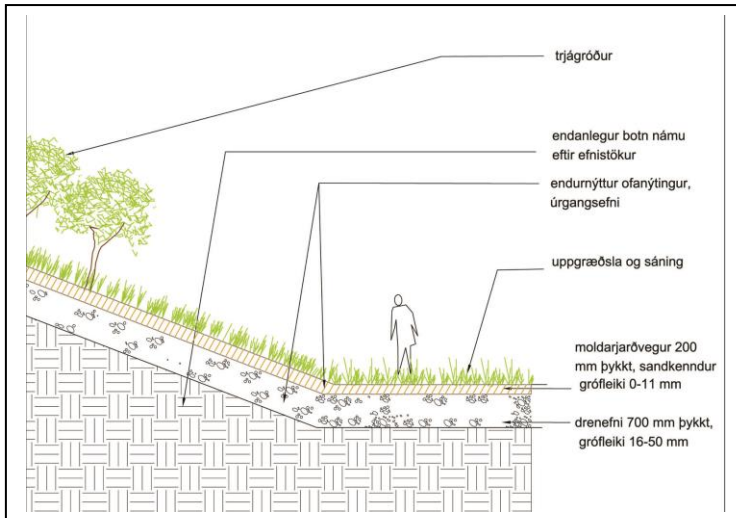 trjágróður
endanlegur botn námu
eftir efnistökur
endurnýttur ofanýtingur,
úrgangsefni
uppgræðsla og sáning
moldarjarðvegur 200
mm þykkt, sandkenndur
grófleiki 0-11 mm
drenefni 700 mm þykkt,
grófleiki 16-50 mm